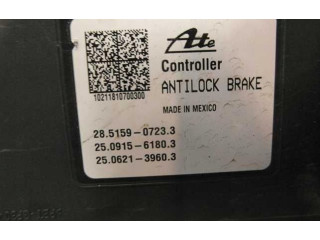 Ate
Controller
ANTILOCK BRAKE
10211810700300
MADE IN MEXICO
28.5159-0723.3
25.0915-6180.3
25.0621-3960.3